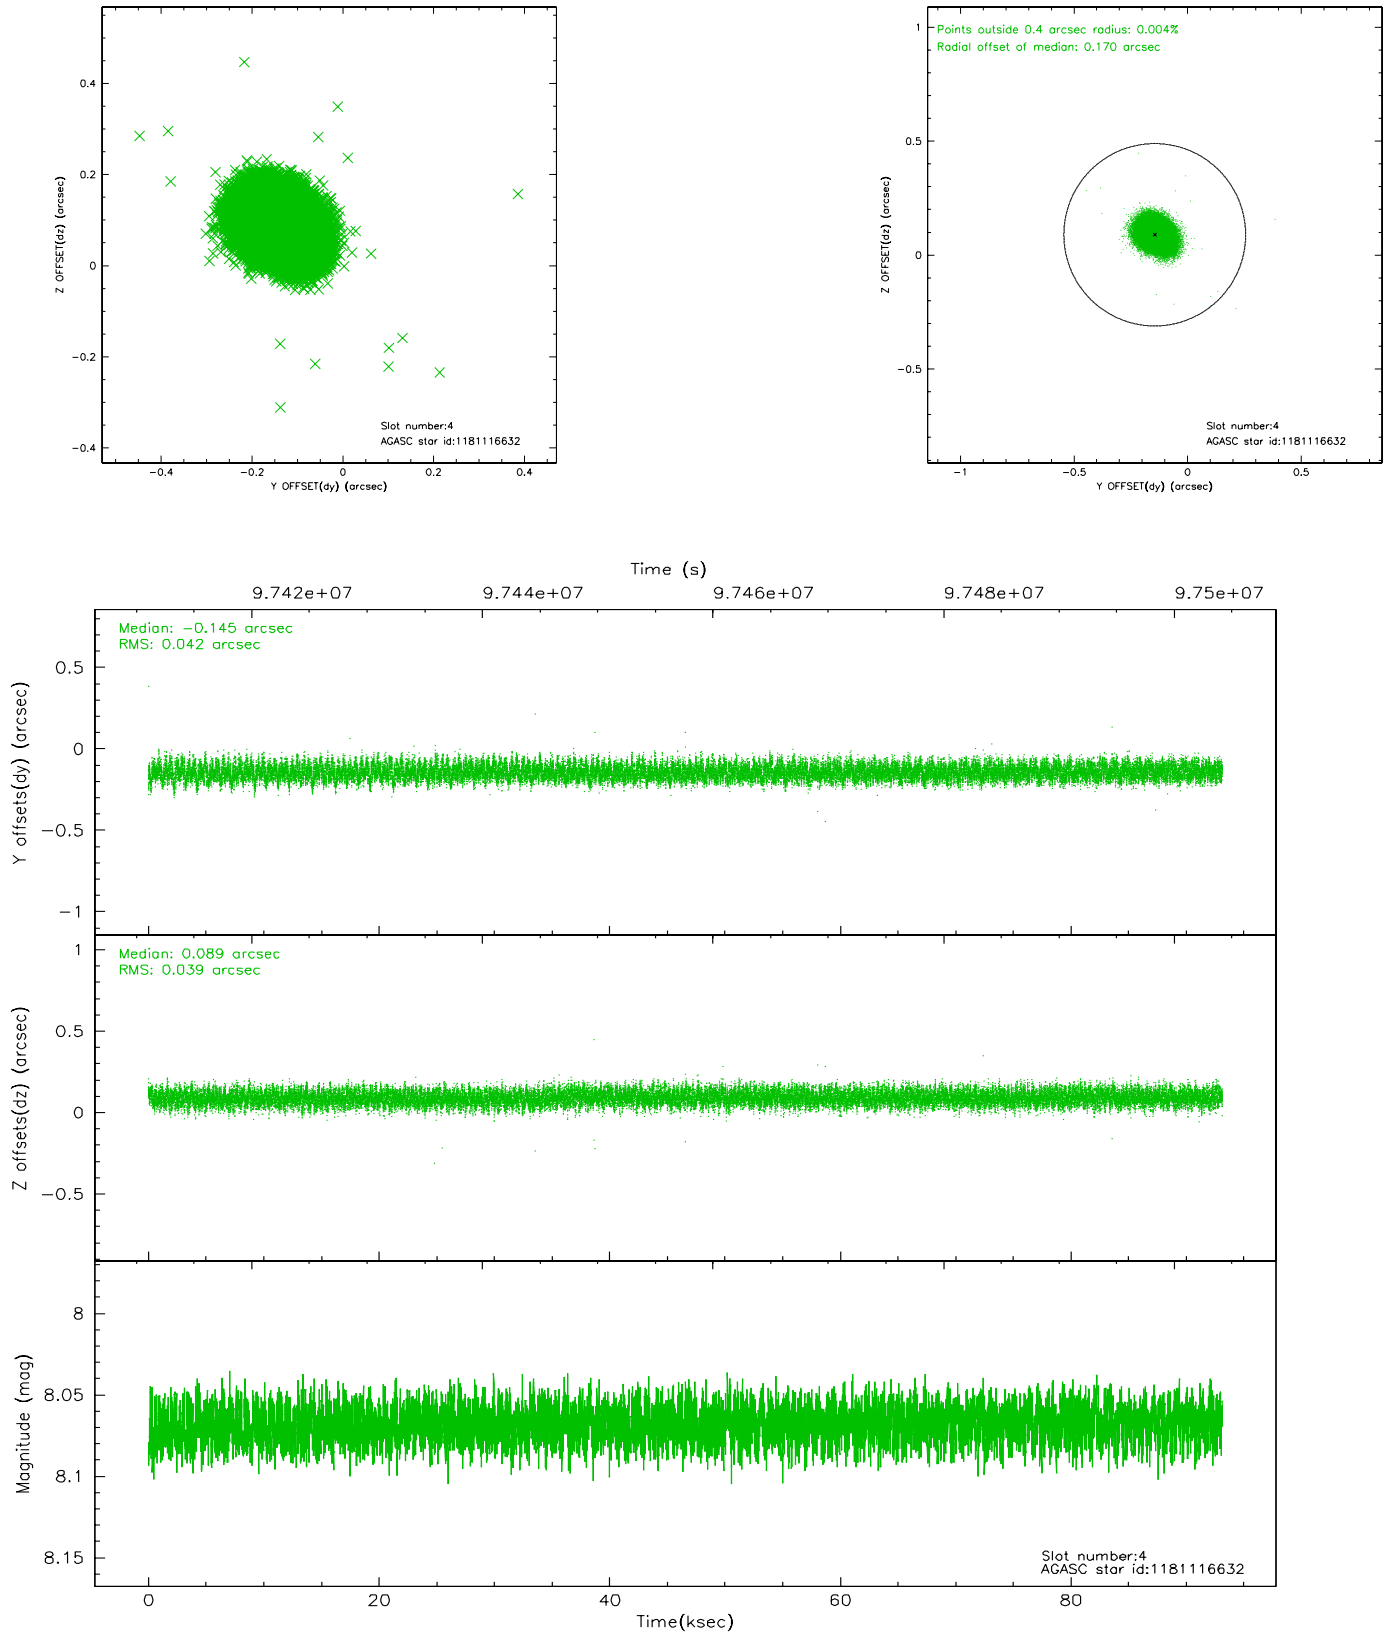 0.4
0.2
0
−0.2
−0.4
Z OFFSET(dz) (arcsec)
Slot number:4
AGASC star id:1181116632
−0.4 −0.2 0 0.2 0.4
Y OFFSET(dy) (arcsec)
Points outside 0.4 arcsec radius: 0.004%
Radial offset of median: 0.170 arcsec
1
0.5
0
−0.5
Z OFFSET(dz) (arcsec)
Slot number:4
AGASC star id:1181116632
−1 −0.5 0 0.5
Y OFFSET(dy) (arcsec)
Time (s)
9.742e+07 9.744e+07 9.746e+07 9.748e+07 9.75e+07
Median: −0.145 arcsec
RMS: 0.042 arcsec
0.5
0
−0.5
−1
Y offsets(dy) (arcsec)
Median: 0.089 arcsec
RMS: 0.039 arcsec
1
0.5
0
−0.5
Z offsets(dz) (arcsec)
8
8.05
8.1
8.15
Magnitude (mag)
Slot number:4
AGASC star id:1181116632
0 20 40 60 80
Time(ksec)